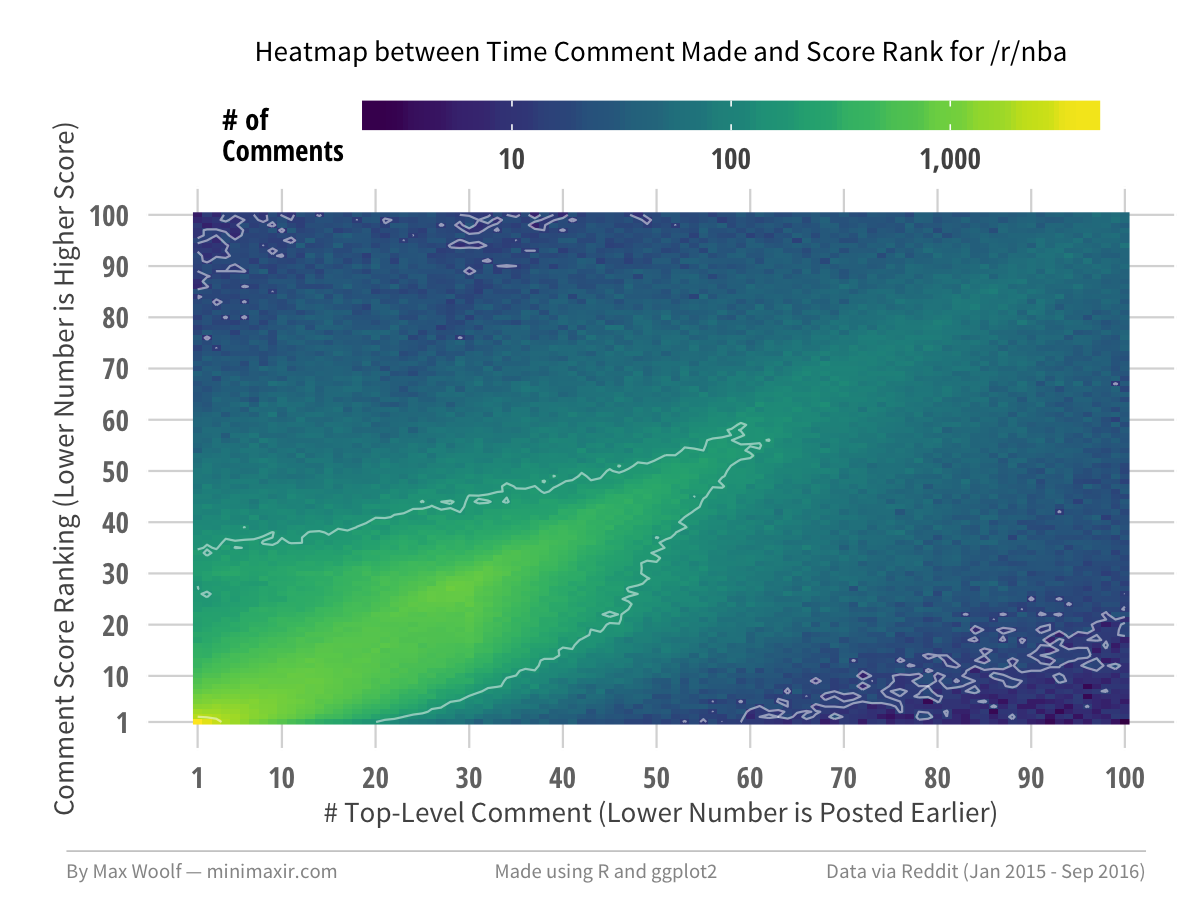 Heatmap between Time Comment Made and Score Rank for /r/nba
# of
Comments
10 100 1,000
Comment Score Ranking (Lower Number is Higher Score)
100
90
80
70
60
50
40
30
20
10
1
1 10 20 30 40 50 60 70 80 90 100
# Top-Level Comment (Lower Number is Posted Earlier)
By Max Woolf — minimaxir.com Made using R and ggplot2 Data via Reddit (Jan 2015 - Sep 2016)